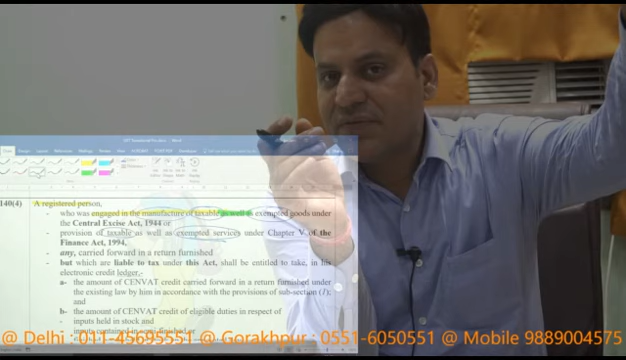 140(4)
A registered person,
- who was engaged in the manufacture of taxable as well as exempted goods under
the Central Excise Act, 1944 or
- provision of taxable as well as exempted services under Chapter V of the
Finance Act, 1994,
- any, carried forward in a return furnished
- but which are liable to tax under this Act, shall be entitled to take, in his
electronic credit ledger,-
a- the amount of CENVAT credit carried forward in a return furnished under
the existing law by him in accordance with the provisions of sub-section (1);
and
b- the amount of CENVAT credit of eligible duties in respect of
- inputs held in stock and
- inputs contained in semi-finished or
@ Delhi : 011-45695551 @ Gorakhpur : 0551-6050551 @ Mobile 9889004575